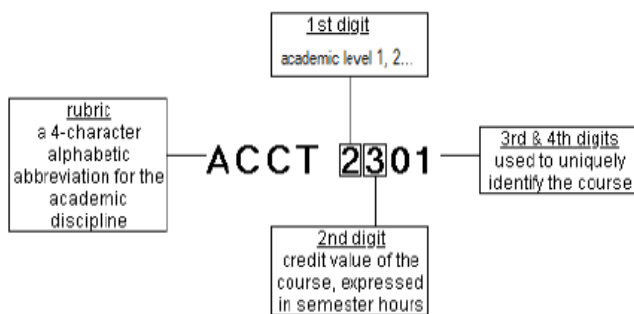 1st digit
academic level 1, 2...
rubric
a 4-character
alphabetic
abbreviation for the
academic
discipline
ACCT 2301
3rd & 4th digits
used to uniquely
identify the course
2nd digit
credit value of the
course, expressed
in semester hours